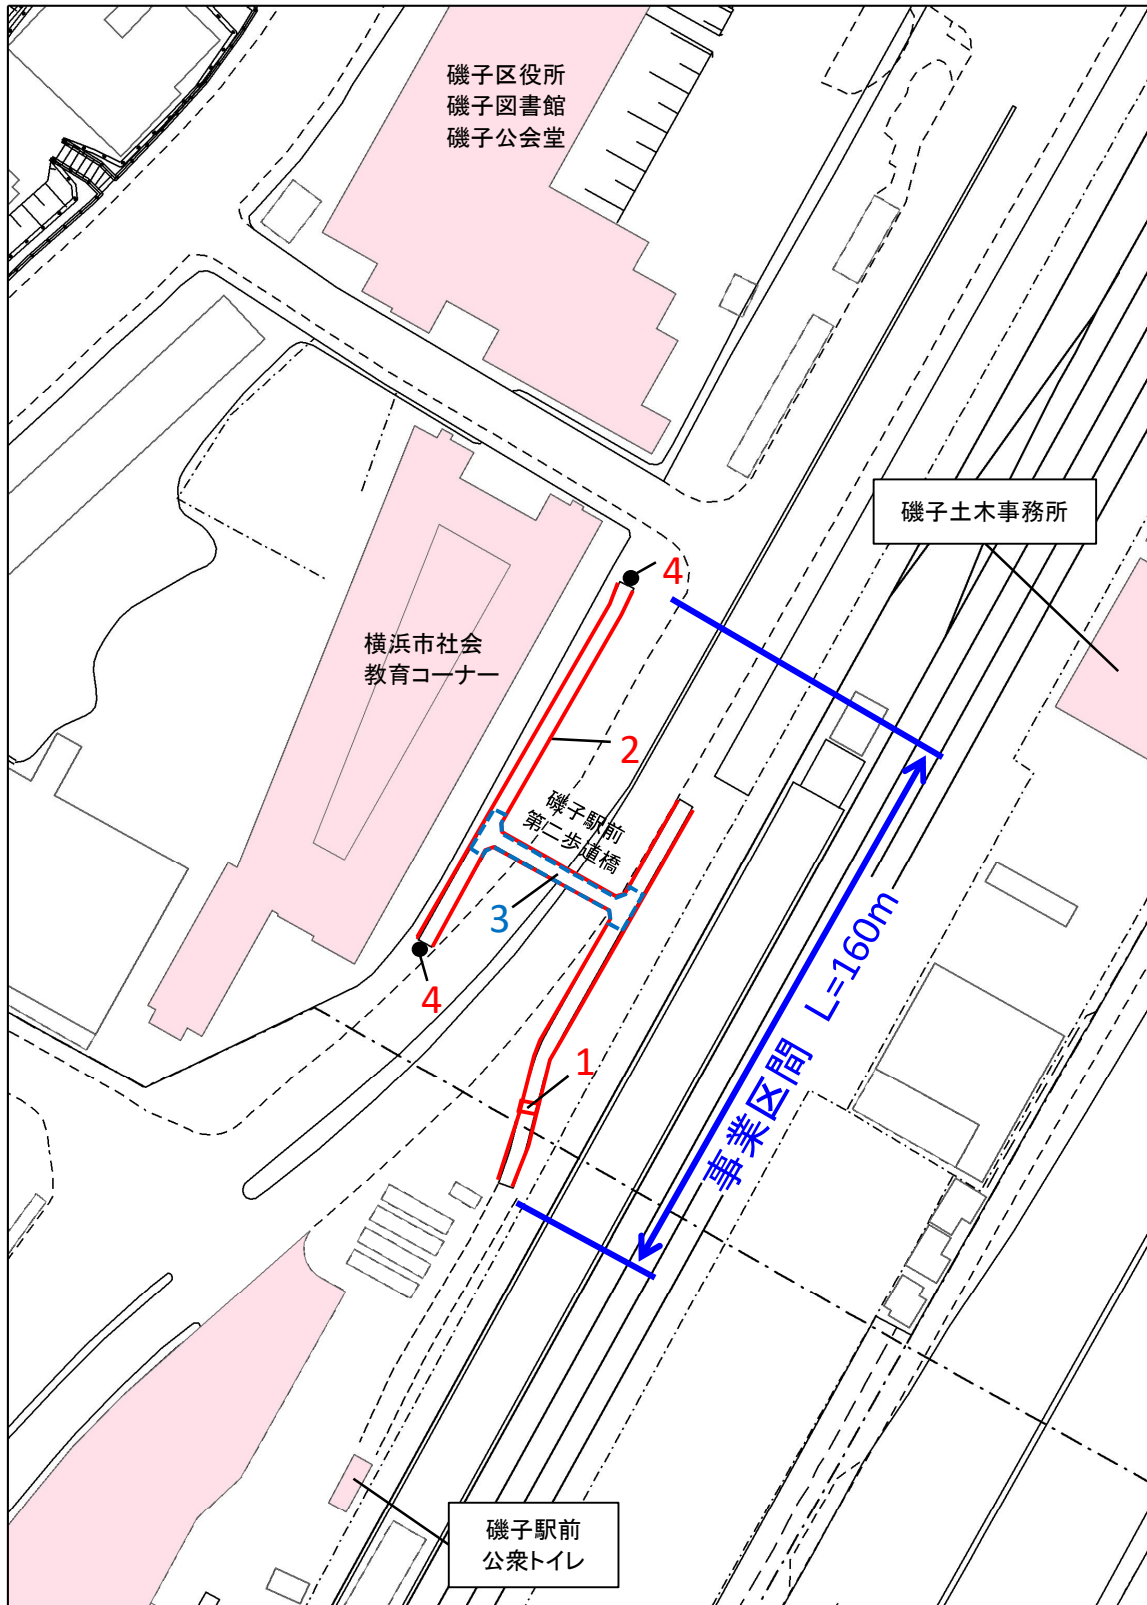 磯子区役所
磯子図書館
磯子公会堂
磯子土木事務所
4
横浜市社会
教育コーナー
2
磯子駅前
第二歩道橋
3
4
事業区間 L=160m
1
磯子駅前
公衆トイレ